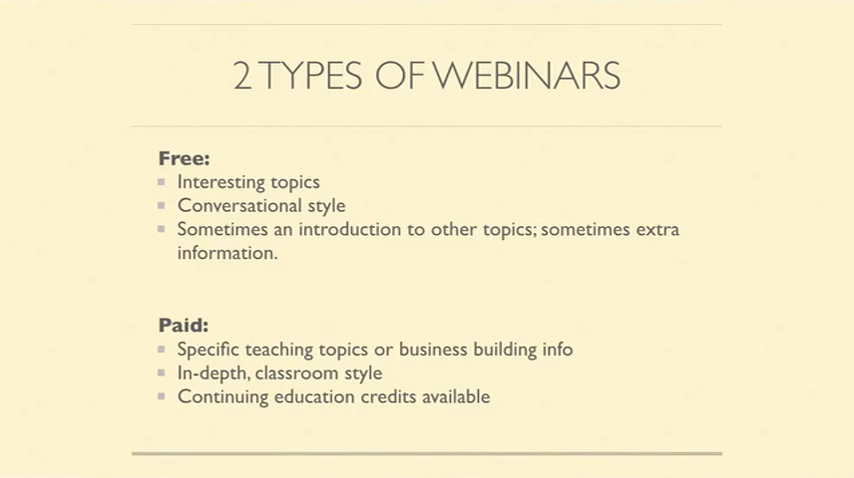 2 TYPES OF WEBINARS
Free:
Interesting topics
Conversational style
Sometimes an introduction to other topics; sometimes extra
information.
Paid:
Specific teaching topics or business building info
In-depth, classroom style
Continuing education credits available